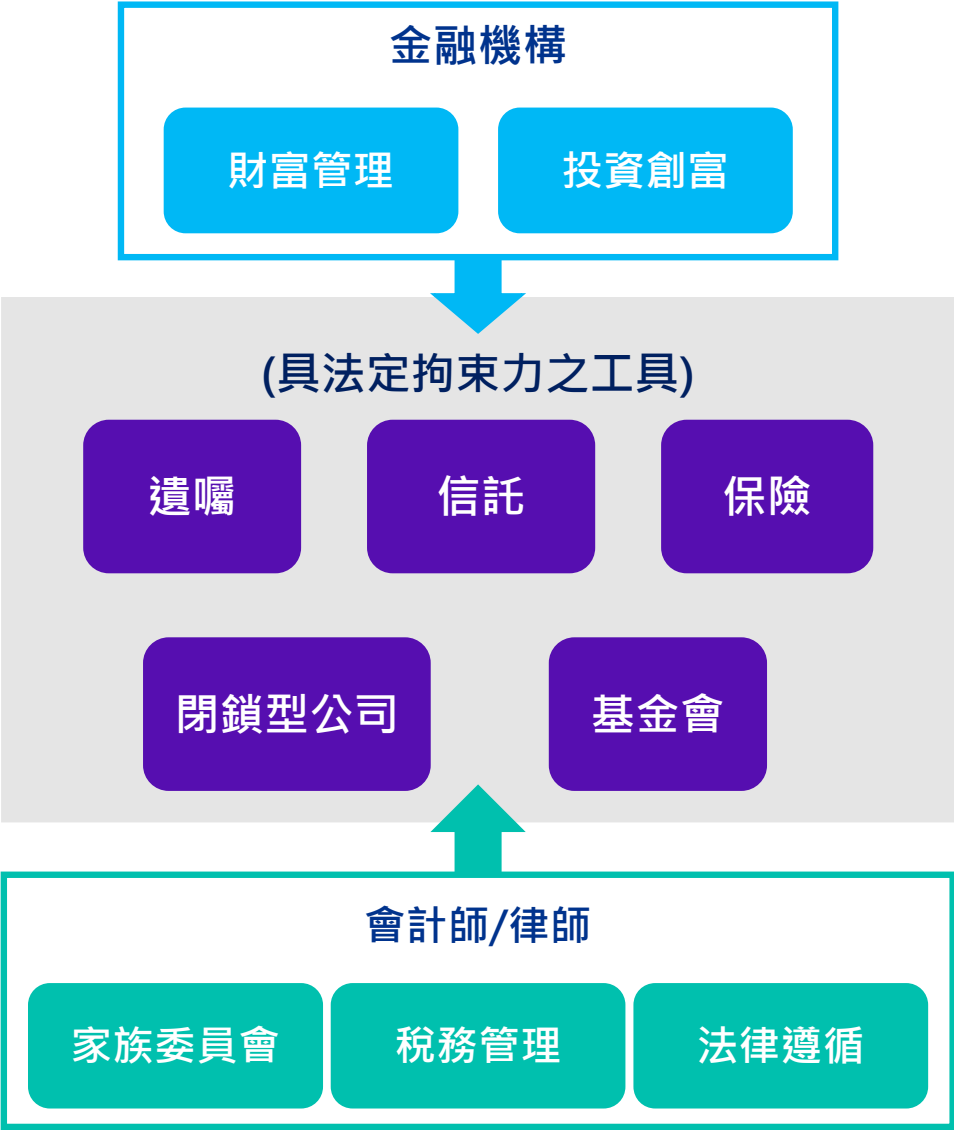 金融機構
財富管理
投資創富
(具法定拘束力之工具)
遺囑
信託
保險
閉鎖型公司
基金會
會計師/律師
家族委員會
稅務管理
法律遵循